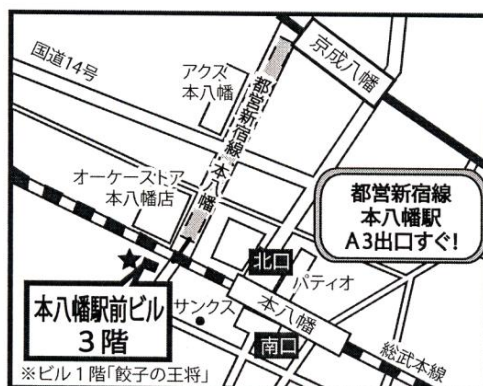 国道14号
アクス
本八幡
都営新宿線 本八幡
京成八幡
オーケーストア
本八幡店
都営新宿線
本八幡駅
A3出口すぐ!
北口
パティオ
本八幡駅前ビル
3階
サンクス
本八幡
南口
総武本線
※ビル1階「餃子の王将」